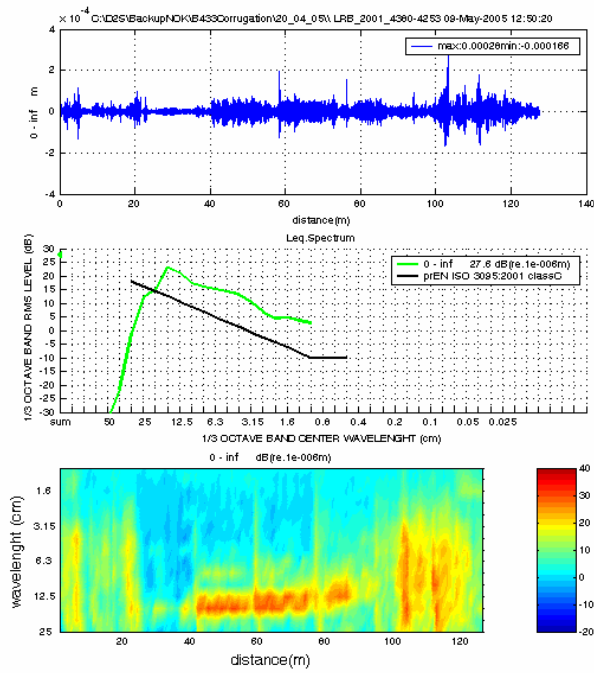 × 10⁻⁴ C:\D2S\BackupNOK\B433Corrugation\20_04_05\\ LRB_2001_4360-4253 09-May-2005 12:50:20
4
2
0
-2
-4
0 - inf m
max:0.00028min:-0.000166
0 20 40 60 80 100 120 140
distance(m)
Leq.Spectrum
30
25
20
15
10
5
0
-5
-10
-15
-20
-25
-30
1/3 OCTAVE BAND RMS LEVEL (dB)
0 - inf 27.6 dB(re.1e-006m)
prEN ISO 3095:2001 classC
sum 50 25 12.5 6.3 3.15 1.6 0.8 0.4 0.2 0.1 0.05 0.025
1/3 OCTAVE BAND CENTER WAVELENGHT (cm)
0 - inf dB(re.1e-006m)
1.6
3.15
6.3
12.5
25
wavelenght (cm)
20 40 60 80 100 120
distance(m)
40
30
20
10
0
-10
-20